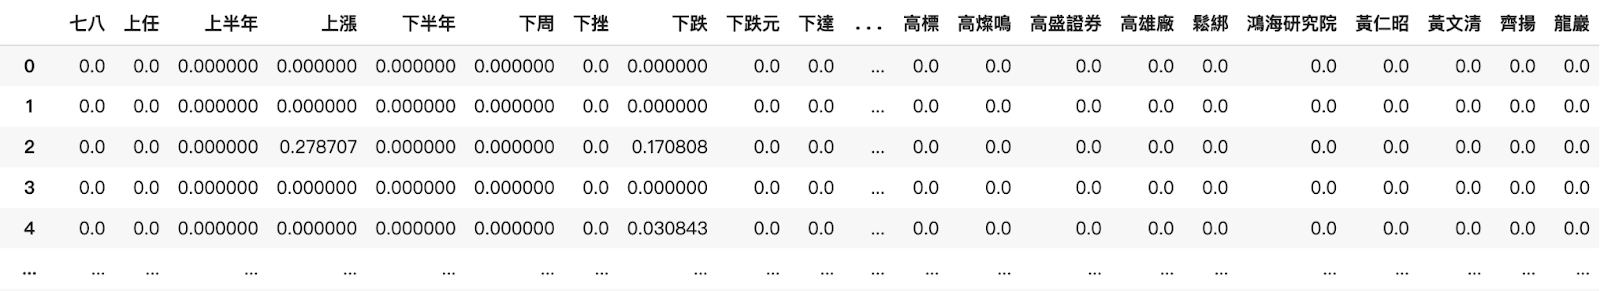 七八 上任 上半年 上漲 下半年 下周 下挫 下跌 下跌元 下達 ... 高標 高燦鳴 高盛證券 高雄廠 鬆綁 鴻海研究院 黃仁昭 黃文清 齊揚 龍巖
0 0.0 0.0 0.000000 0.000000 0.000000 0.000000 0.0 0.000000 0.0 0.0 ... 0.0 0.0 0.0 0.0 0.0 0.0 0.0 0.0 0.0 0.0
1 0.0 0.0 0.000000 0.000000 0.000000 0.000000 0.0 0.000000 0.0 0.0 ... 0.0 0.0 0.0 0.0 0.0 0.0 0.0 0.0 0.0 0.0
2 0.0 0.0 0.000000 0.278707 0.000000 0.000000 0.0 0.170808 0.0 0.0 ... 0.0 0.0 0.0 0.0 0.0 0.0 0.0 0.0 0.0 0.0
3 0.0 0.0 0.000000 0.000000 0.000000 0.000000 0.0 0.000000 0.0 0.0 ... 0.0 0.0 0.0 0.0 0.0 0.0 0.0 0.0 0.0 0.0
4 0.0 0.0 0.000000 0.000000 0.000000 0.000000 0.0 0.030843 0.0 0.0 ... 0.0 0.0 0.0 0.0 0.0 0.0 0.0 0.0 0.0 0.0
... ... ... ... ... ... ... ... ... ... ... ... ... ... ... ... ... ... ... ... ... ...